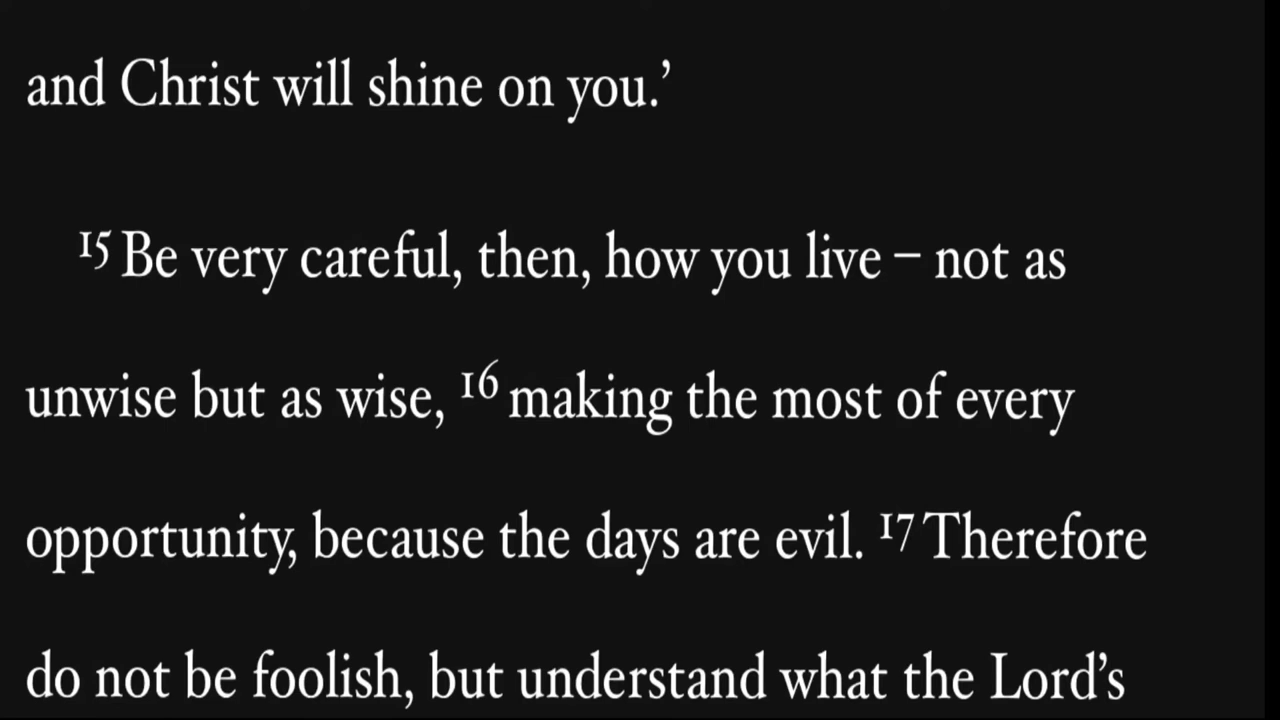 and Christ will shine on you.’
15 Be very careful, then, how you live – not as
unwise but as wise, 16 making the most of every
opportunity, because the days are evil. 17 Therefore
do not be foolish, but understand what the Lord’s